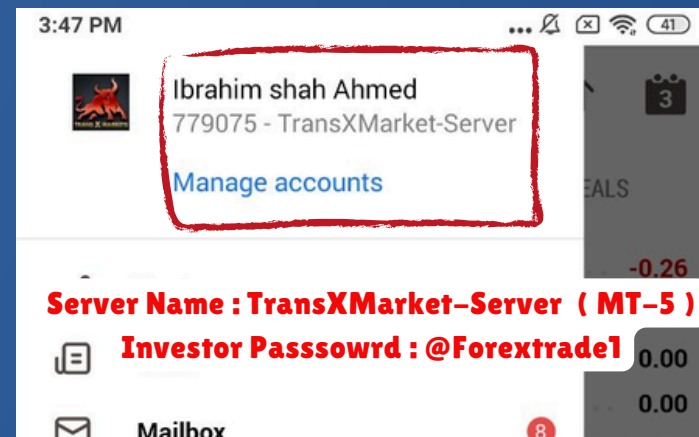 3:47 PM
41
Ibrahim shah Ahmed
779075 - TransXMarket-Server
3
Manage accounts
EALS
-0.26
Server Name : TransXMarket-Server ( MT-5 )
Investor Passsowrd : @Forextrade1
0.00
0.00
Mailbox
8